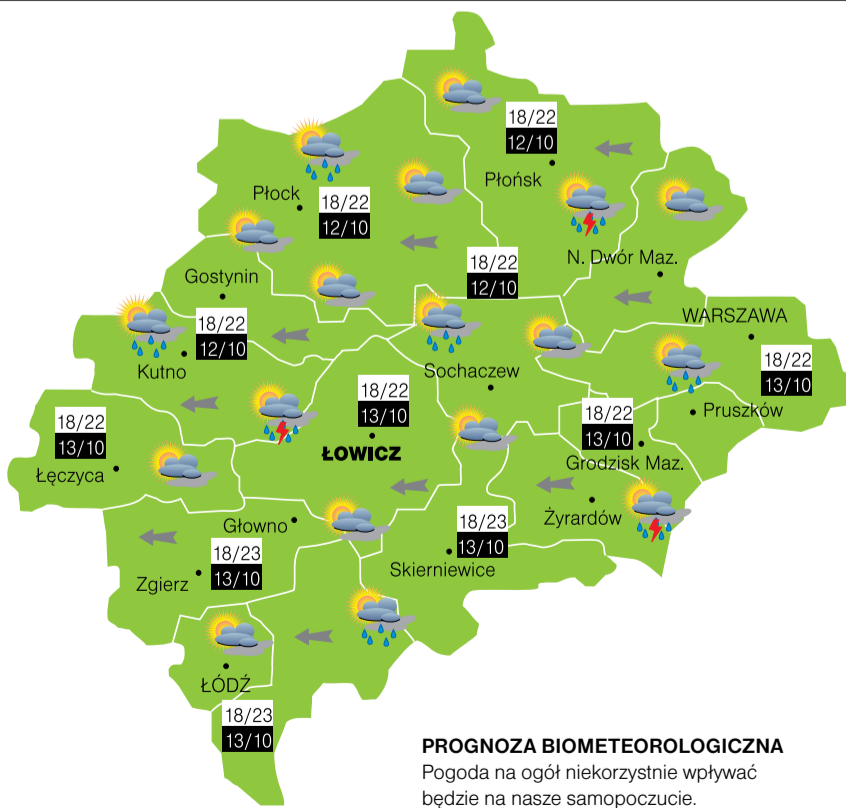 18/22
12/10
Płońsk
Płock
18/22
12/10
N. Dwór Maz.
18/22
12/10
Gostynin
18/22
12/10
Kutno
WARSZAWA
18/22
13/10
Sochaczew
18/22
13/10
ŁOWICZ
18/22
13/10
Grodzisk Maz.
Pruszków
18/22
13/10
Łęczyca
Głowno
Żyrardów
18/23
13/10
Skierniewice
18/23
13/10
Zgierz
ŁÓDŹ
18/23
13/10
PROGNOZA BIOMETEOROLOGICZNA
Pogoda na ogół niekorzystnie wpływać
będzie na nasze samopoczucie.